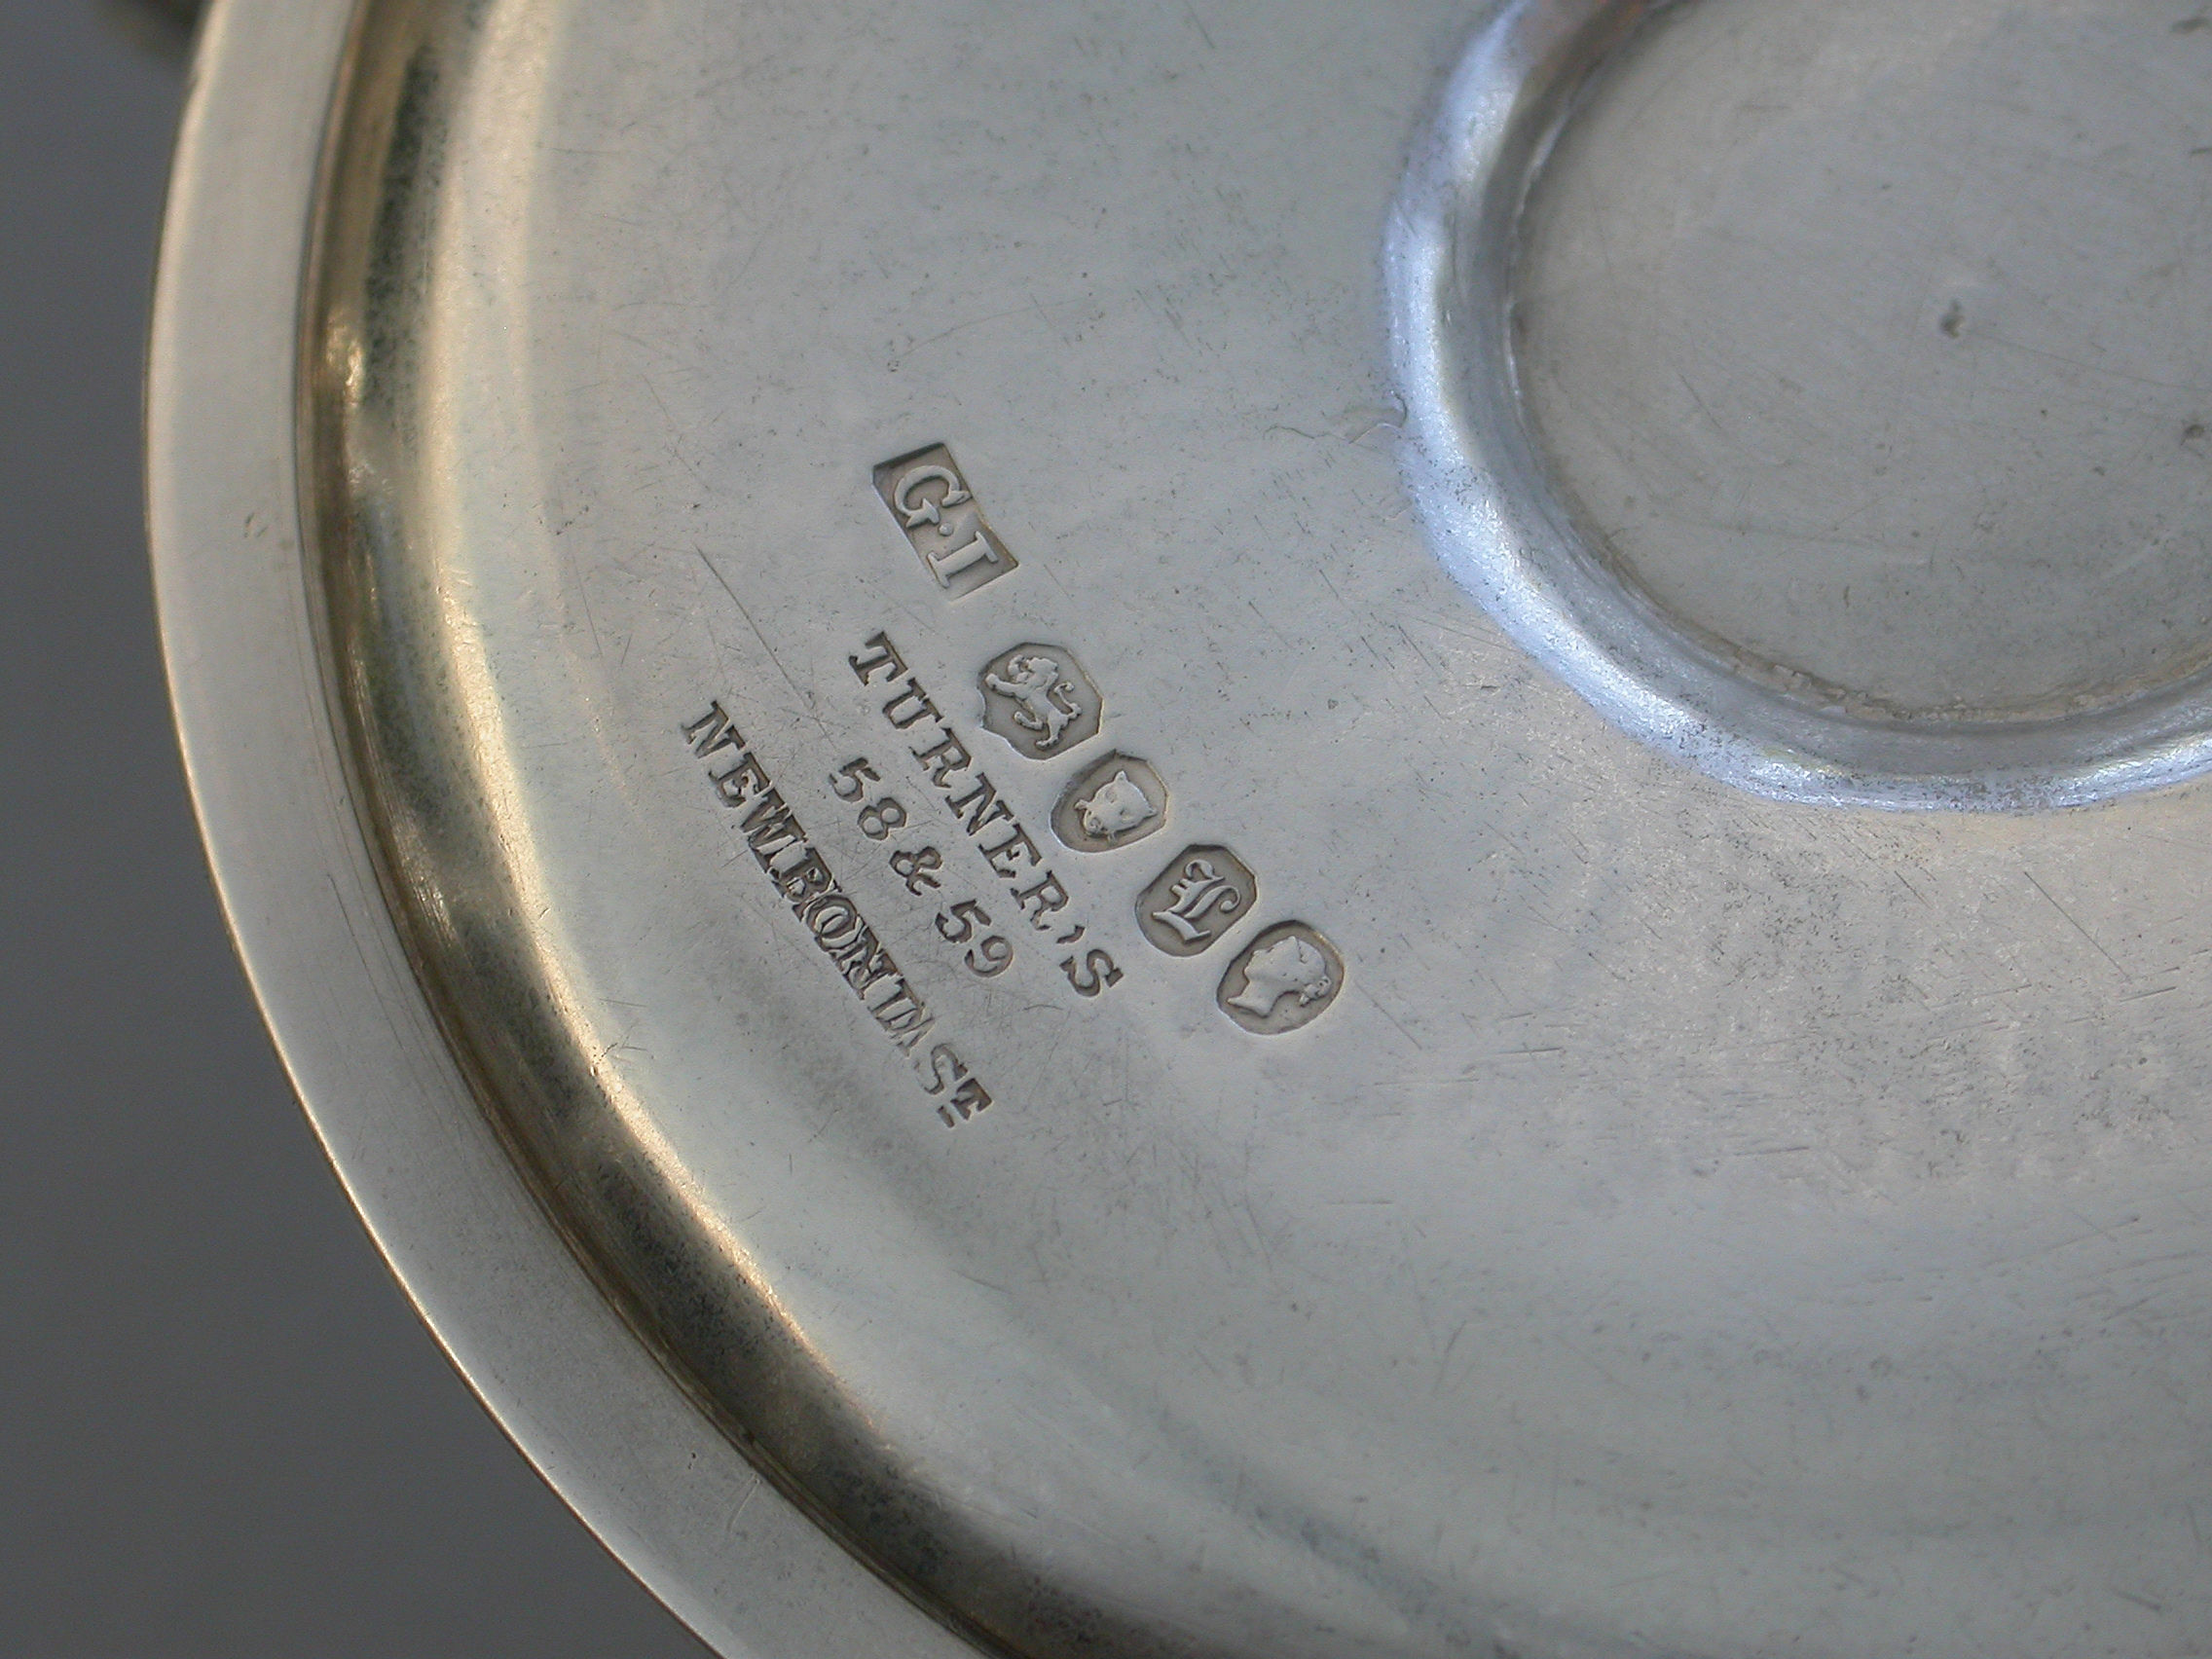 G·I
L
TURNER'S
58 & 59
NEW BOND ST